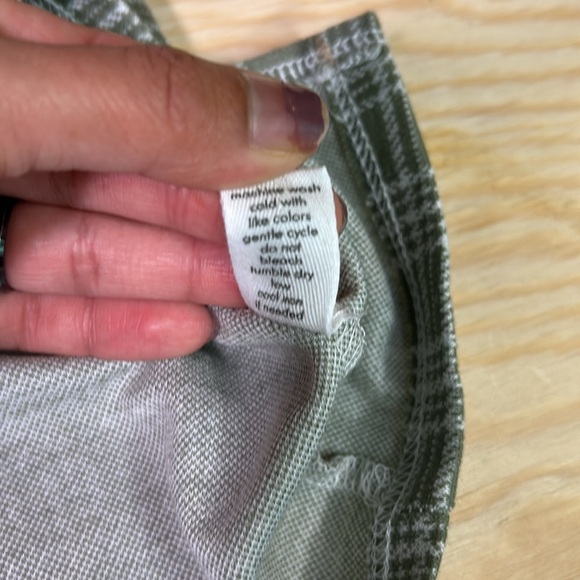 machine wash
cold with
like colors
gentle cycle
do not
bleach
tumble dry
low
cool iron
if needed